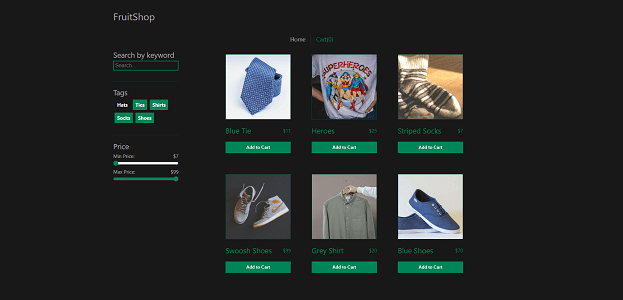 FruitShop
Home
Cart(0)
Search by keyword
Search
Tags
Hats
Ties
Shirts
Socks
Shoes
Price
Min Price:
$7
Max Price:
$99
SUPERHEROES
Blue Tie
$11
Add to Cart
Heroes
$25
Add to Cart
Striped Socks
$7
Add to Cart
Swoosh Shoes
$99
Add to Cart
Grey Shirt
$20
Add to Cart
Blue Shoes
Add to Cart